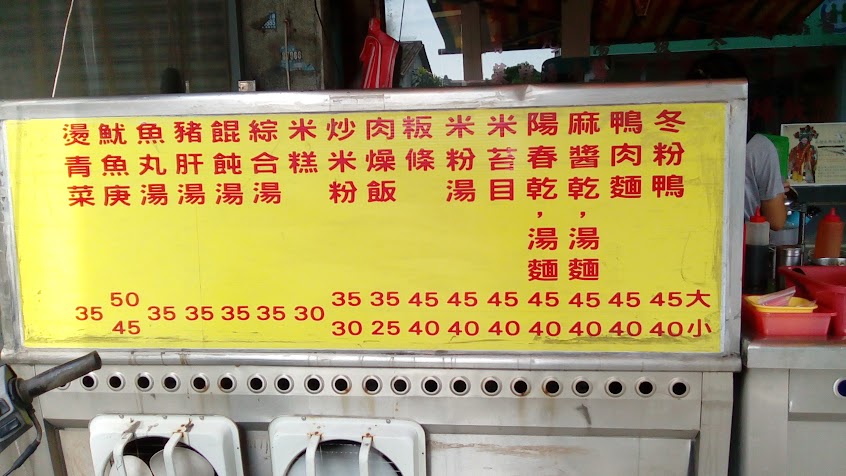 冬粉鴨 45 40
鴨肉麵 45 40
麻醬乾,湯麵 45 40
陽春乾,湯麵 45 40
米苔目 45 40
米粉湯 45 40
粄條 45 40
肉燥飯 35 25
炒米粉 35 30
米糕 30
綜合湯 35
餛飩湯 35
豬肝湯 35
魚丸湯 35
魷魚庚 50 45
燙青菜 35
大
小